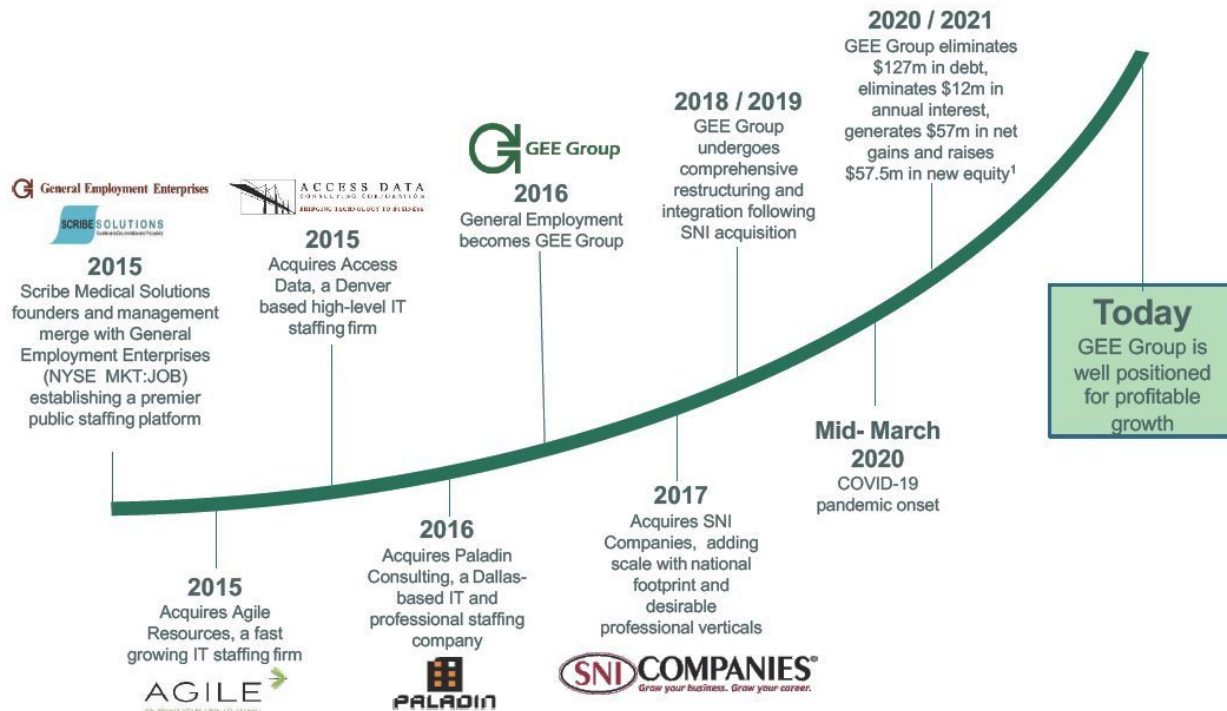 General Employment Enterprises
SCRIBESOLUTIONS
2015
Scribe Medical Solutions
founders and management
merge with General
Employment Enterprises
(NYSE MKT:JOB)
establishing a premier
public staffing platform
2015
Acquires Agile
Resources, a fast
growing IT staffing firm
AGILE
ACCESS DATA
CONSULTING CORPORATION
BRIDGING TECHNOLOGY TO BUSINESS
2015
Acquires Access
Data, a Denver
based high-level IT
staffing firm
2016
Acquires Paladin
Consulting, a Dallas-
based IT and
professional staffing
company
PALADIN
GEE Group
2016
General Employment
becomes GEE Group
2017
Acquires SNI
Companies, adding
scale with national
footprint and
desirable
professional verticals
SNI COMPANIES®
Grow your business. Grow your career.
2018 / 2019
GEE Group
undergoes
comprehensive
restructuring and
integration following
SNI acquisition
Mid- March
2020
COVID-19
pandemic onset
2020 / 2021
GEE Group eliminates
$127m in debt,
eliminates $12m in
annual interest,
generates $57m in net
gains and raises
$57.5m in new equity¹
Today
GEE Group is
well positioned
for profitable
growth